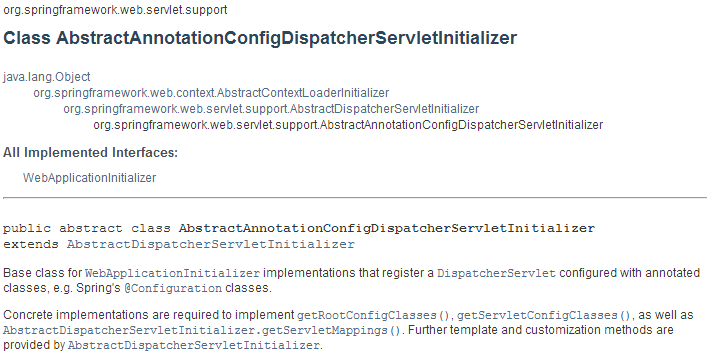 org.springframework.web.servlet.support
Class AbstractAnnotationConfigDispatcherServletInitializer
java.lang.Object
org.springframework.web.context.AbstractContextLoaderInitializer
org.springframework.web.servlet.support.AbstractDispatcherServletInitializer
org.springframework.web.servlet.support.AbstractAnnotationConfigDispatcherServletInitializer
All Implemented Interfaces:
WebApplicationInitializer
public abstract class AbstractAnnotationConfigDispatcherServletInitializer
extends AbstractDispatcherServletInitializer
Base class for WebApplicationInitializer implementations that register a DispatcherServlet configured with annotated
classes, e.g. Spring's @Configuration classes.
Concrete implementations are required to implement getRootConfigClasses(), getServletConfigClasses(), as well as
AbstractDispatcherServletInitializer.getServletMappings(). Further template and customization methods are
provided by AbstractDispatcherServletInitializer.